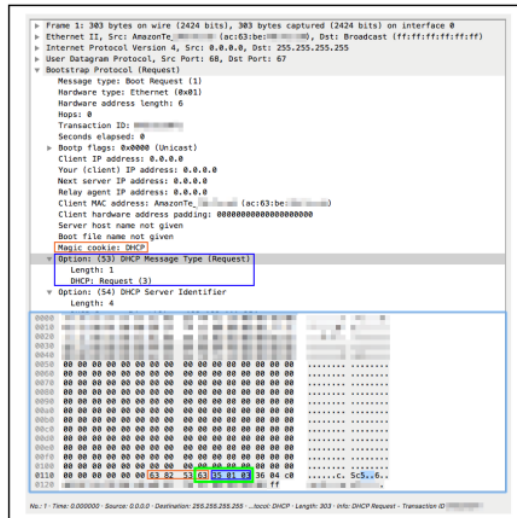 Frame 1: 303 bytes on wire (2424 bits), 303 bytes captured (2424 bits) on interface 0
Ethernet II, Src: AmazonTe_ (ac:63:be: ), Dst: Broadcast (ff:ff:ff:ff:ff:ff)
Internet Protocol Version 4, Src: 0.0.0.0, Dst: 255.255.255.255
User Datagram Protocol, Src Port: 68, Dst Port: 67
Bootstrap Protocol (Request)
Message type: Boot Request (1)
Hardware type: Ethernet (0x01)
Hardware address length: 6
Hops: 0
Transaction ID:
Seconds elapsed: 0
Bootp flags: 0x0000 (Unicast)
Client IP address: 0.0.0.0
Your (client) IP address: 0.0.0.0
Next server IP address: 0.0.0.0
Relay agent IP address: 0.0.0.0
Client MAC address: AmazonTe_ (ac:63:be: )
Client hardware address padding: 00000000000000000000
Server host name not given
Boot file name not given
Magic cookie: DHCP
Option: (53) DHCP Message Type (Request)
Length: 1
DHCP: Request (3)
Option: (54) DHCP Server Identifier
Length: 4
0000
0010
0020
0030
0040
0050 00 00 00 00 00 00 00 00 00 00 00 00 00 00 00 00 ........ ........
0060 00 00 00 00 00 00 00 00 00 00 00 00 00 00 00 00 ........ ........
0070 00 00 00 00 00 00 00 00 00 00 00 00 00 00 00 00 ........ ........
0080 00 00 00 00 00 00 00 00 00 00 00 00 00 00 00 00 ........ ........
0090 00 00 00 00 00 00 00 00 00 00 00 00 00 00 00 00 ........ ........
00a0 00 00 00 00 00 00 00 00 00 00 00 00 00 00 00 00 ........ ........
00b0 00 00 00 00 00 00 00 00 00 00 00 00 00 00 00 00 ........ ........
00c0 00 00 00 00 00 00 00 00 00 00 00 00 00 00 00 00 ........ ........
00d0 00 00 00 00 00 00 00 00 00 00 00 00 00 00 00 00 ........ ........
00e0 00 00 00 00 00 00 00 00 00 00 00 00 00 00 00 00 ........ ........
00f0 00 00 00 00 00 00 00 00 00 00 00 00 00 00 00 00 ........ ........
0100 00 00 00 00 00 00 00 00 00 00 00 00 00 00 00 00 ........ ........
0110 00 00 00 00 00 00 63 82 53 63 35 01 03 36 04 c0 ......c. Sc5..6..
0120 ff
No.: 1 · Time: 0.000000 · Source: 0.0.0.0 · Destination: 255.255.255.255 · ...tocol: DHCP · Length: 303 · Info: DHCP Request - Transaction ID